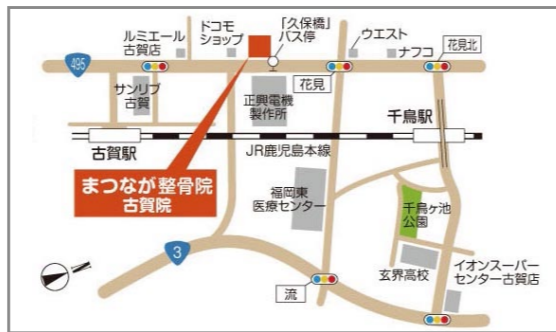 ルミエール
古賀店
ドコモ
ショップ
「久保橋」
バス停
ウエスト
ナフコ
花見北
495
サンリブ
古賀
正興電機
製作所
花見
千鳥駅
古賀駅
JR鹿児島本線
まつなが整骨院
古賀院
福岡東
医療センター
千鳥ヶ池
公園
3
玄界高校
イオンスーパー
センター古賀店
流